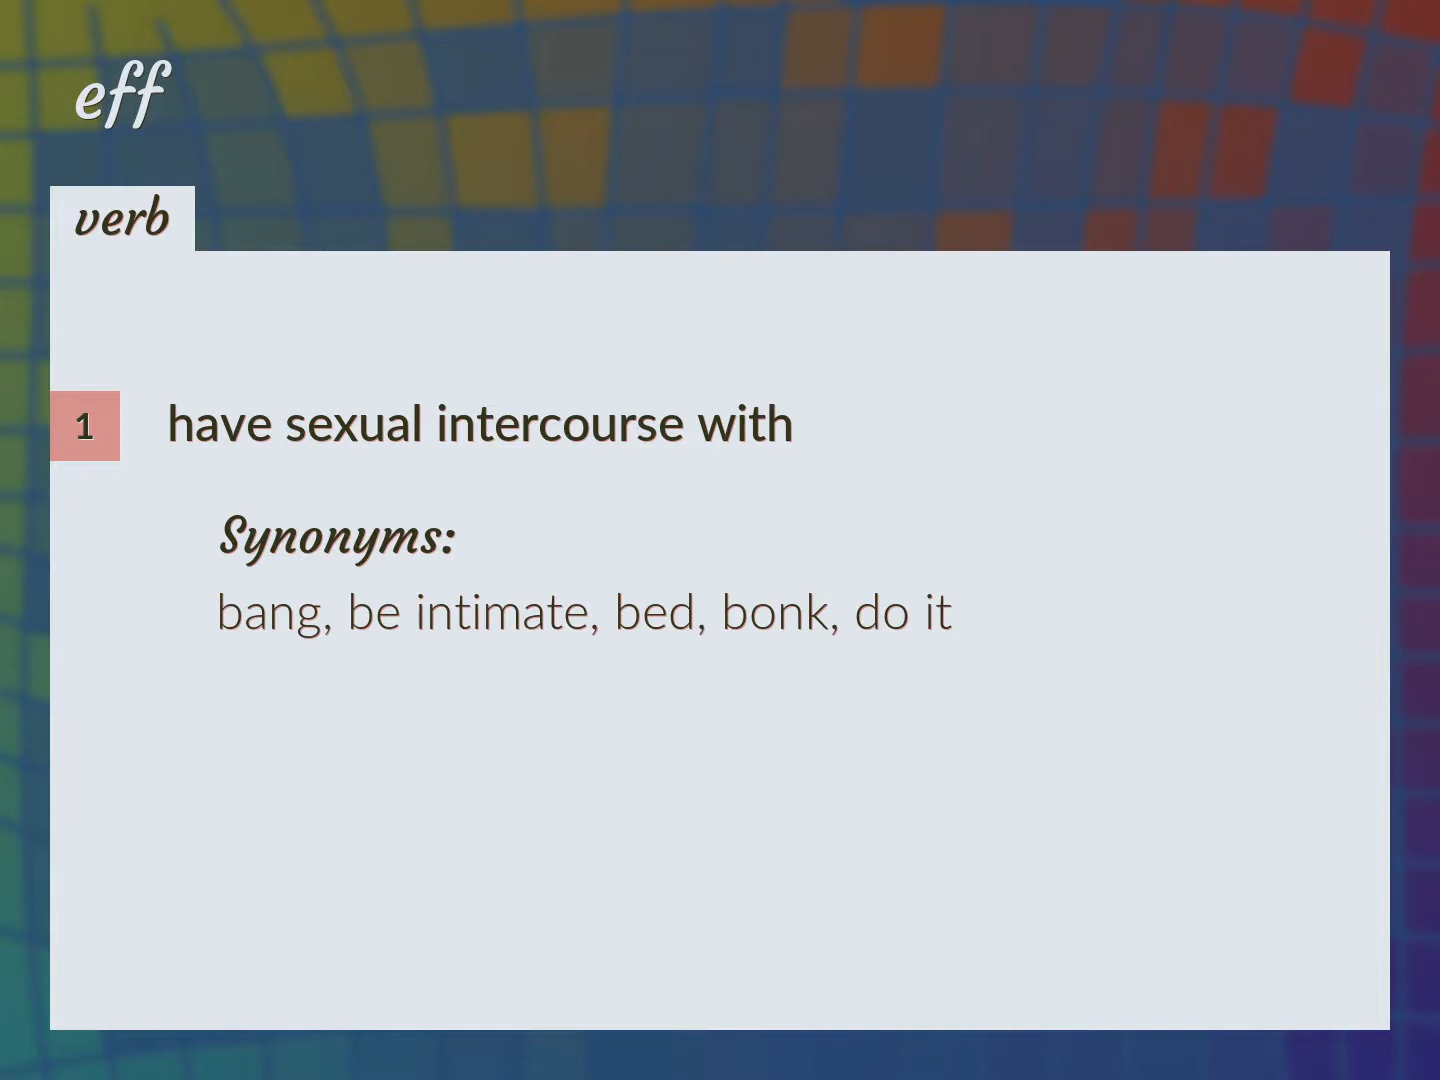 eff
verb
1 have sexual intercourse with
Synonyms:
bang, be intimate, bed, bonk, do it